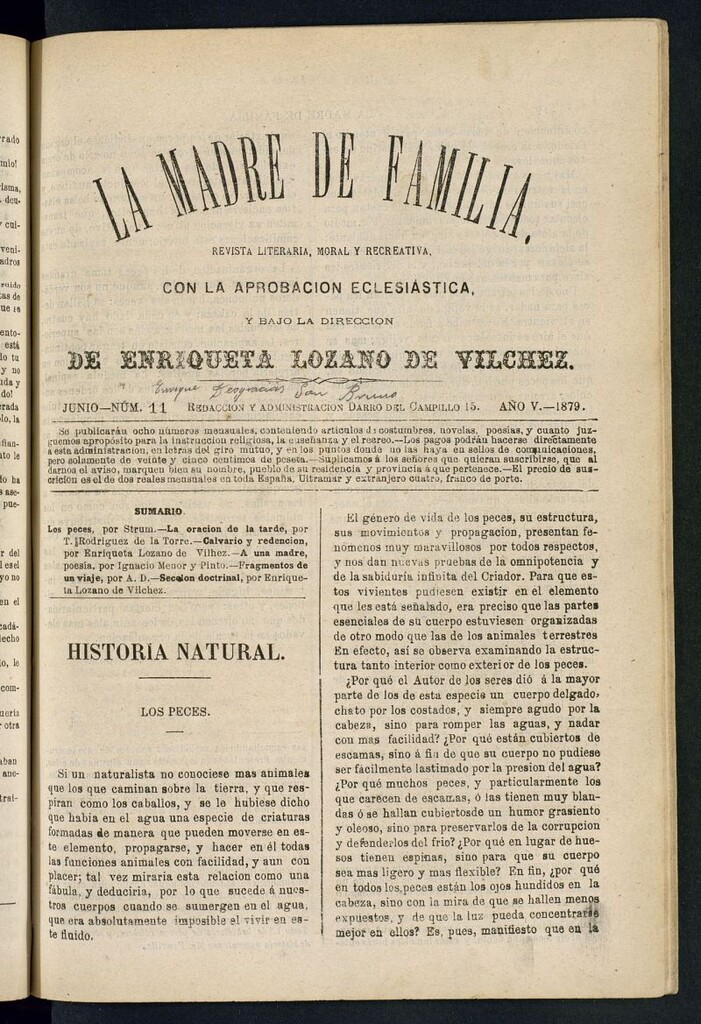 LA MADRE DE FAMILIA.
REVISTA LITERARIA, MORAL Y RECREATIVA,
CON LA APROBACION ECLESIÁSTICA,
Y BAJO LA DIRECCION
DE ENRIQUETA LOZANO DE VILCHEZ.
Enrique Deogracias San Bruno
JUNIO—NÚM. 11 REDACCION Y ADMINISTRACION DARRO DEL CAMPILLO 15. AÑO V.—1879.
Se publicarán ocho números mensuales, conteniendo artículos de costumbres, novelas, poesías, y cuanto juz-
guemos apropósito para la instruccion religiosa, la enseñanza y el recreo.—Los pagos podrán hacerse directamente
a esta administracion, en letras del giro mutuo, y en los puntos donde no las haya en sellos de comunicaciones,
pero solamente de veinte y cinco céntimos de peseta.—Suplicamos á los señores que quieran suscribirse, que al
darnos el aviso, marquen bien su nombre, pueblo de su residencia y provincia á que pertenece.—El precio de sus-
cricion es el de dos reales mensuales en toda España, Ultramar y extranjero cuatro, franco de porte.
SUMARIO.
Los peces, por Strum.—La oracion de la tarde, por
T. Rodriguez de la Torre.—Calvario y redencion,
por Enriqueta Lozano de Vilhez.—A una madre,
poesía, por Ignacio Menor y Pinto.—Fragmentos de
un viaje, por A. D.—Seccion doctrinal, por Enrique-
ta Lozano de Vilchez.
HISTORIA NATURAL.
LOS PECES.
Si un naturalista no conociese mas animales
que los que caminan sobre la tierra, y que res-
piran como los caballos, y se le hubiese dicho
que habia en el agua una especie de criaturas
formadas de manera que pueden moverse en es-
te elemento, propagarse, y hacer en él todas
las funciones animales con facilidad, y aun con
placer; tal vez miraria esta relacion como una
fábula, y deduciria, por lo que sucede á nues-
tros cuerpos cuando se sumergen en el agua,
que era absolutamente imposible el vivir en es-
te fluido.
El género de vida de los peces, su estructura,
sus movimientos y propagacion, presentan fe-
nómenos muy maravillosos por todos respectos,
y nos dan nuevas pruebas de la omnipotencia y
de la sabiduría infinita del Criador. Para que es-
tos vivientes pudiesen existir en el elemento
que les está señalado, era preciso que las partes
esenciales de su cuerpo estuviesen organizadas
de otro modo que las de los animales terrestres
En efecto, así se observa examinando la estruc-
tura tanto interior como exterior de los peces.
¿Por qué el Autor de los seres dió á la mayor
parte de los de esta especie un cuerpo delgado,
chato por los costados, y siempre agudo por la
cabeza, sino para romper las aguas, y nadar
con mas facilidad? ¿Por qué están cubiertos de
escamas, sino á fin de que su cuerpo no pudiese
ser fácilmente lastimado por la presion del agua?
¿Por qué muchos peces, y particularmente los
que carecen de escamas, ó las tienen muy blan-
das ó se hallan cubiertosde un humor grasiento
y oleoso, sino para preservarlos de la corrupcion
y defenderlos del frio? ¿Por qué en lugar de hue-
sos tienen espinas, sino para que su cuerpo
sea mas ligero y mas flexible? En fin, ¿por qué
en todos los peces están los ojos hundidos en la
cabeza, sino con la mira de que se hallen menos
expuestos, y de que la luz pueda concentrarse
mejor en ellos? Es, pues, manifiesto que en la